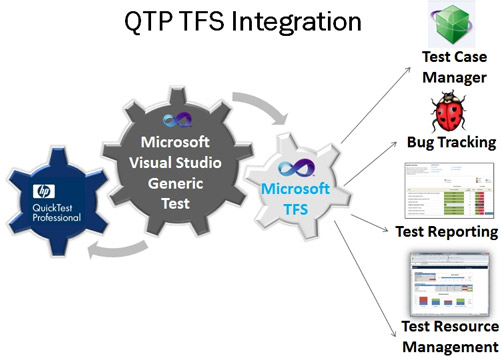 QTP TFS Integration
hp
QuickTest
Professional
Microsoft
Visual Studio
Generic
Test
Microsoft
TFS
Test Case
Manager
Bug Tracking
Test Reporting
Test Resource
Management